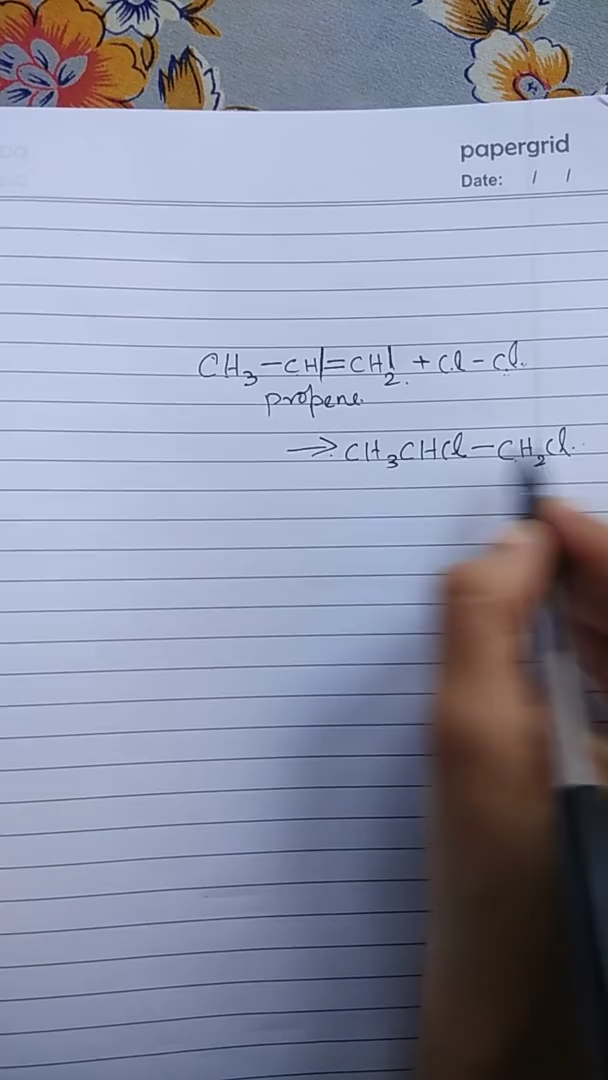 papergrid
Date: / /
CH₃-CH=CH₂ + Cl-Cl.
propene
→ CH₃CHCl-CH₂Cl.